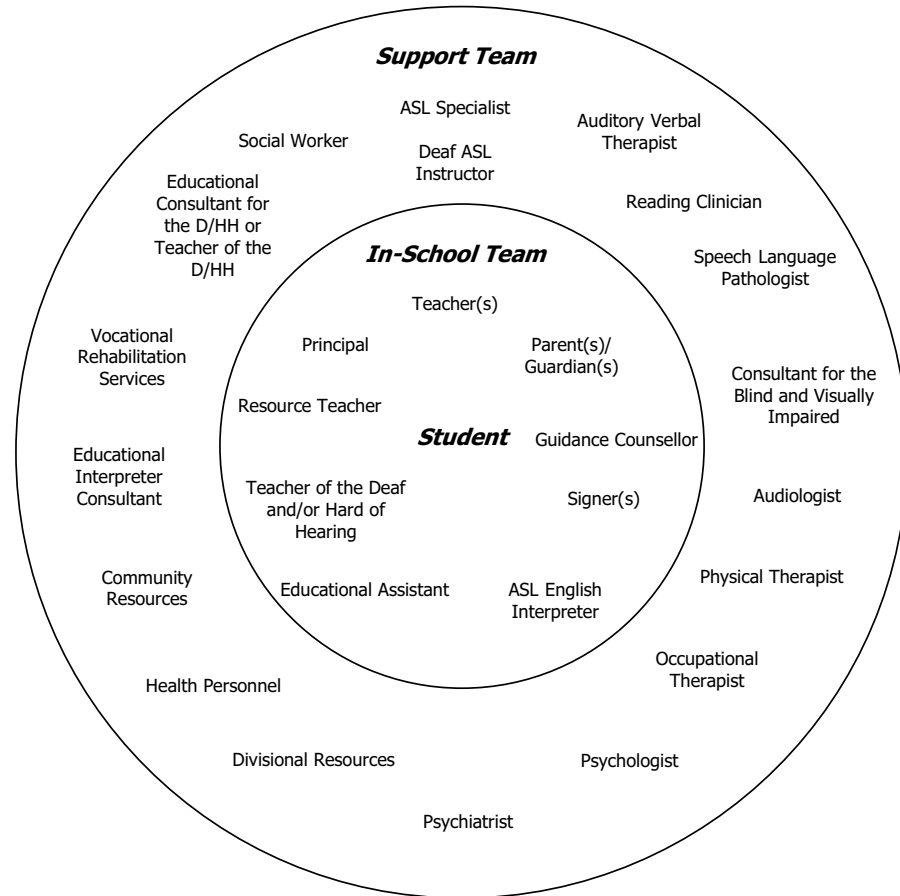 Support Team
ASL Specialist
Deaf ASL
Instructor
Auditory Verbal
Therapist
Reading Clinician
Speech Language
Pathologist
Consultant for the
Blind and Visually
Impaired
Audiologist
Physical Therapist
Occupational
Therapist
Psychologist
Psychiatrist
Divisional Resources
Health Personnel
Community
Resources
Educational
Interpreter
Consultant
Vocational
Rehabilitation
Services
Educational
Consultant for
the D/HH or
Teacher of the
D/HH
Social Worker
In-School Team
Teacher(s)
Parent(s)/
Guardian(s)
Guidance Counsellor
Signer(s)
ASL English
Interpreter
Educational Assistant
Teacher of the Deaf
and/or Hard of
Hearing
Resource Teacher
Principal
Student